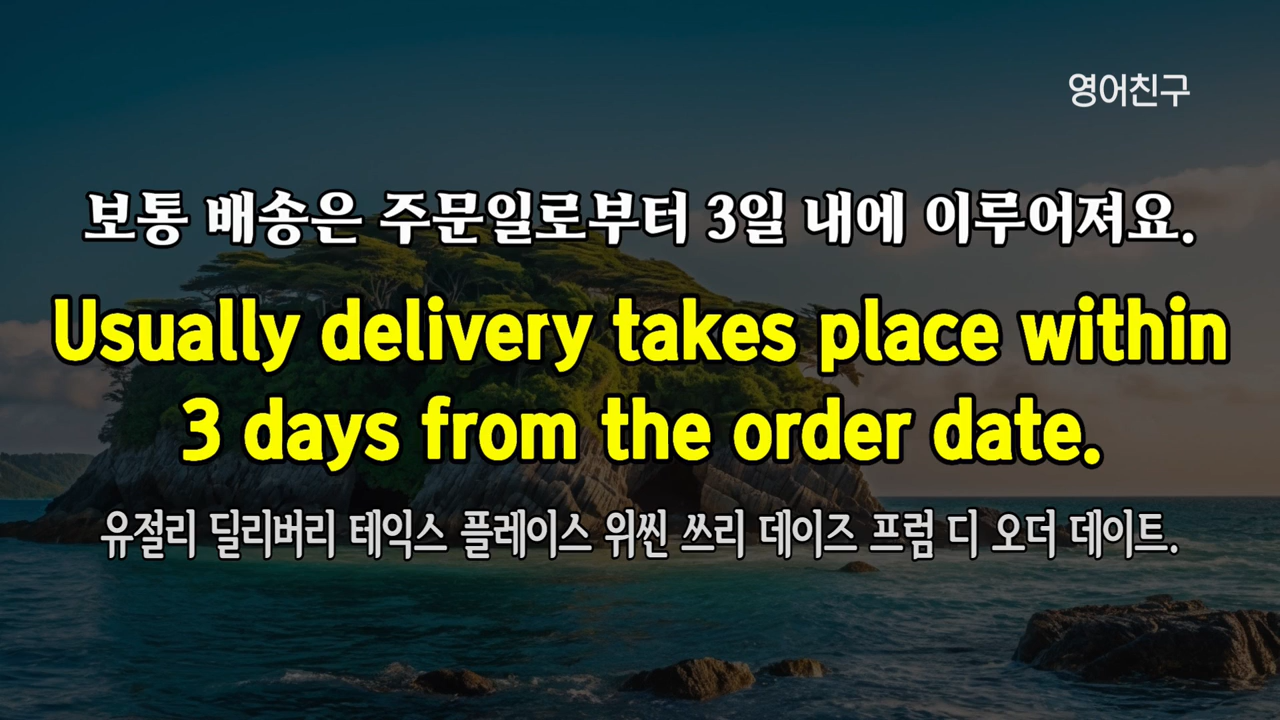 영어친구
보통 배송은 주문일로부터 3일 내에 이루어져요.
Usually delivery takes place within
3 days from the order date.
유절리 딜리버리 테익스 플레이스 위씬 쓰리 데이즈 프럼 디 오더 데이트.